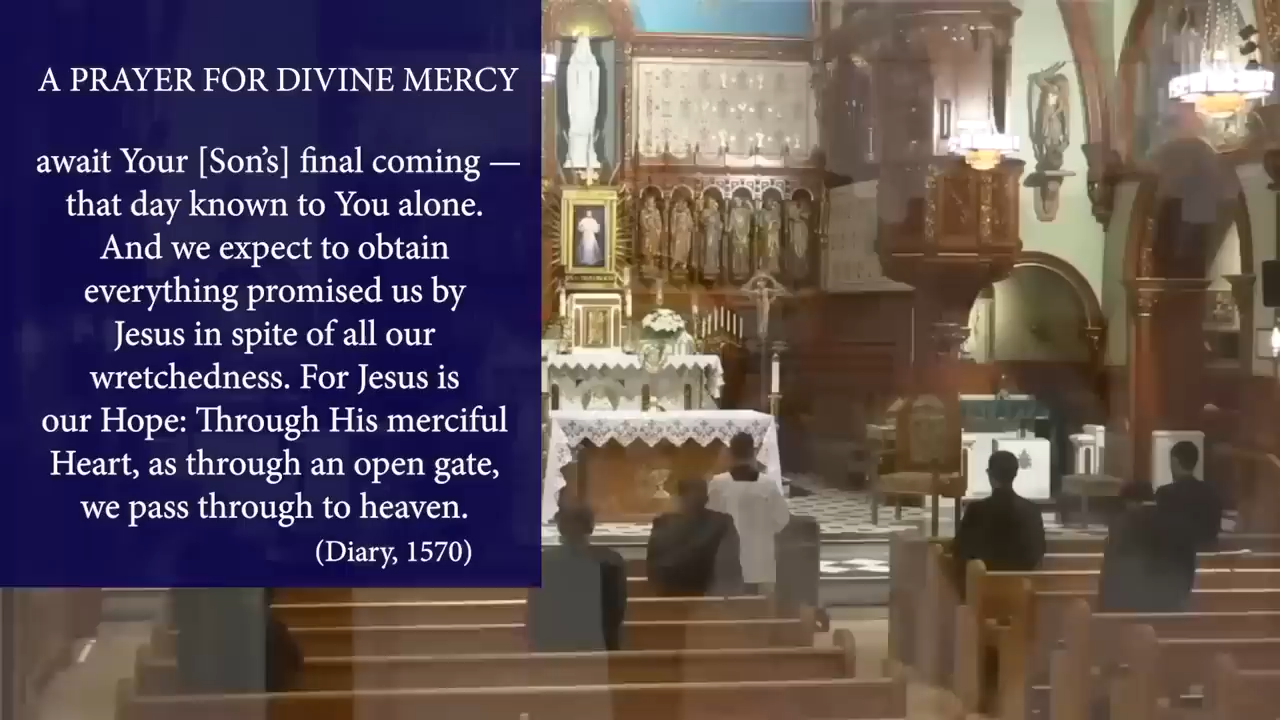 A PRAYER FOR DIVINE MERCY
await Your [Son’s] final coming —
that day known to You alone.
And we expect to obtain
everything promised us by
Jesus in spite of all our
wretchedness. For Jesus is
our Hope: Through His merciful
Heart, as through an open gate,
we pass through to heaven.
(Diary, 1570)